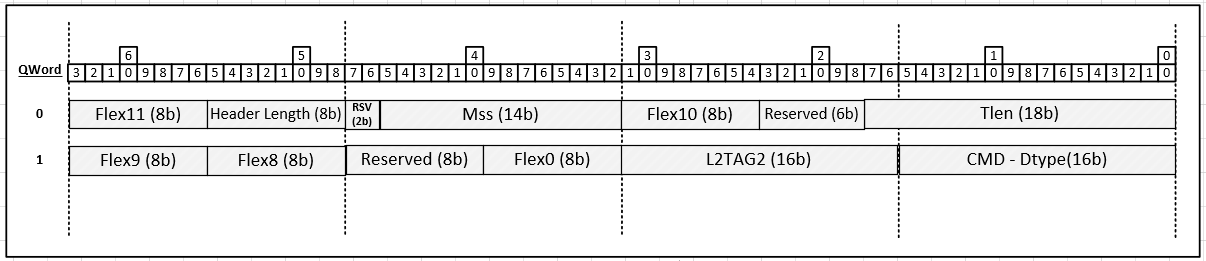 6 5 4 3 2 1 0
QWord 3 2 1 0 9 8 7 6 5 4 3 2 1 0 9 8 7 6 5 4 3 2 1 0 9 8 7 6 5 4 3 2 1 0 9 8 7 6 5 4 3 2 1 0 9 8 7 6 5 4 3 2 1 0 9 8 7 6 5 4 3 2 1 0
0 Flex11 (8b) Header Length (8b) RSV (2b) Mss (14b) Flex10 (8b) Reserved (6b) Tlen (18b)
1 Flex9 (8b) Flex8 (8b) Reserved (8b) Flex0 (8b) L2TAG2 (16b) CMD - Dtype(16b)